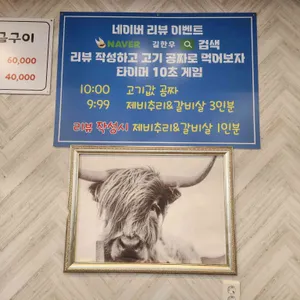 글구이
60,000
40,000
네이버 리뷰 이벤트
NAVER 길한우 검색
리뷰 작성하고 고기 공짜로 먹어보자
타이머 10초 게임
10:00 고기값 공짜
9:99 제비추리&갈비살 3인분
리뷰 작성시 제비추리&갈비살 1인분